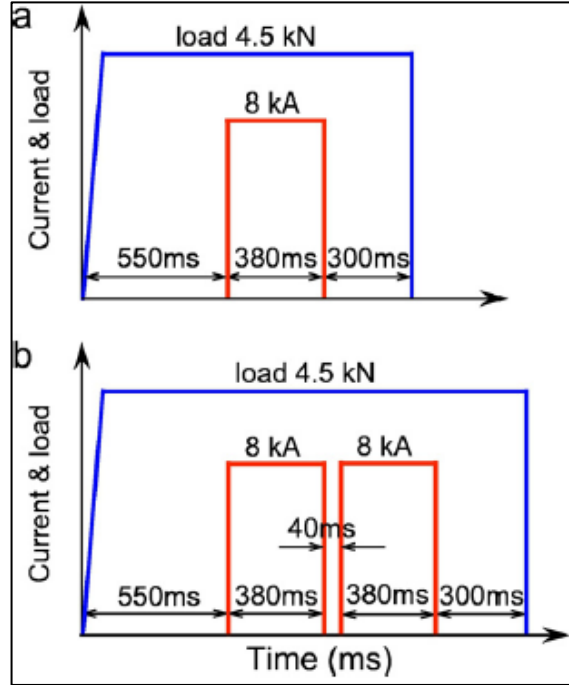 a
load 4.5 kN
8 kA
Current & load
550ms
380ms
300ms
b
load 4.5 kN
8 kA
8 kA
40ms
Current & load
550ms
380ms
380ms
300ms
Time (ms)